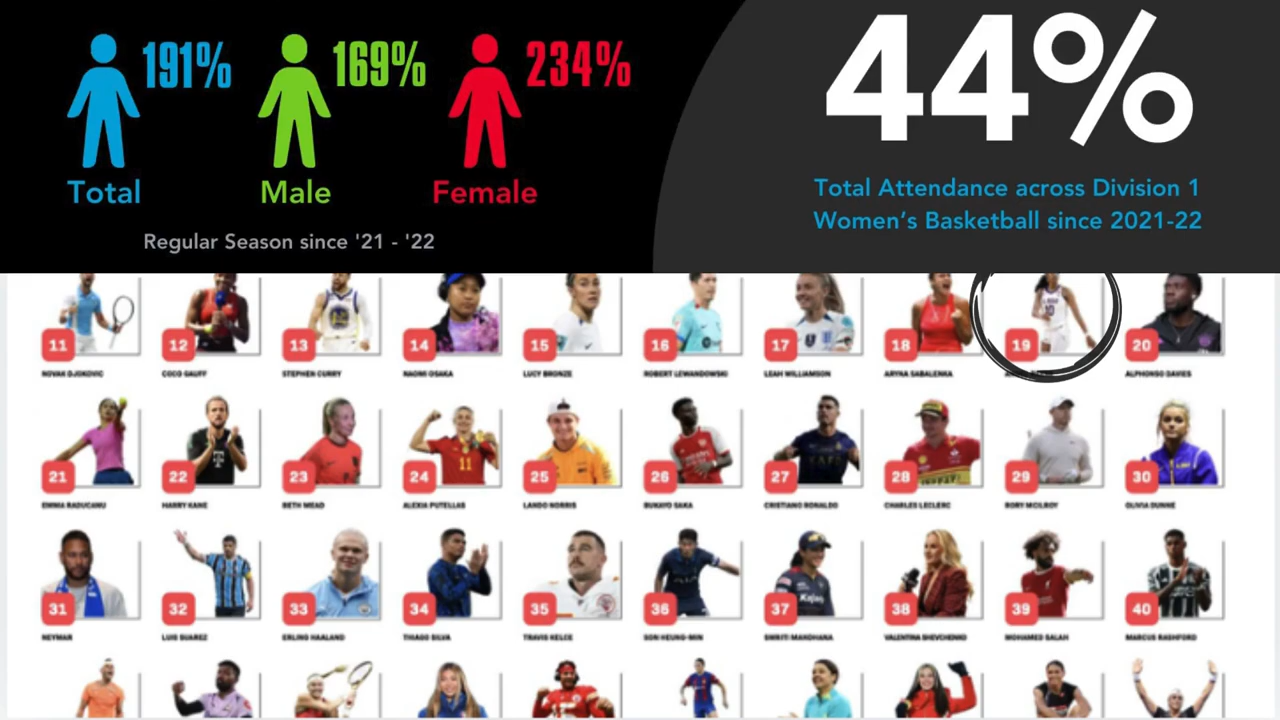 191%
169%
234%
Total
Male
Female
Regular Season since '21 - '22
44%
Total Attendance across Division 1
Women‘s Basketball since 2021-22
11
12
13
14
15
16
17
18
19
20
NOVAK DJOKOVIC
COCO GAUFF
STEPHEN CURRY
NAOMI OSAKA
LUCY BRONZE
ROBERT LEWANDOWSKI
LEAH WILLIAMSON
ARYNA SABALENKA
ALPHONSO DAVIES
21
22
23
24
25
26
27
28
29
30
EMMA RADUCANU
HARRY KANE
BETH MEAD
ALEXIA PUTELLAS
LANDO NORRIS
BUKAYO SAKA
CRISTIANO RONALDO
CHARLES LECLERC
RORY MCILROY
OLIVIA DUNNE
31
32
33
34
35
36
37
38
39
40
NEYMAR
LUIS SUAREZ
ERLING HAALAND
THIAGO SILVA
TRAVIS KELCE
SON HEUNG-MIN
SMRITI MANDHANA
VALENTINA SHEVCHENKO
MOHAMED SALAH
MARCUS RASHFORD